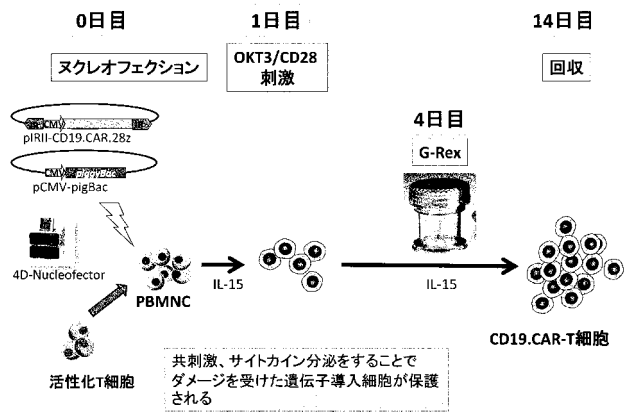 0日目
1日目
14日目
ヌクレオフェクション
OKT3/CD28
刺激
回収
CMV
pIRII-CD19.CAR.28z
CMV
pCMV-pigBac
4日目
G-Rex
4D-Nucleofector
PBMNC
IL-15
IL-15
活性化T細胞
CD19.CAR-T細胞
共刺激、サイトカイン分泌をすることで
ダメージを受けた遺伝子導入細胞が保護
される